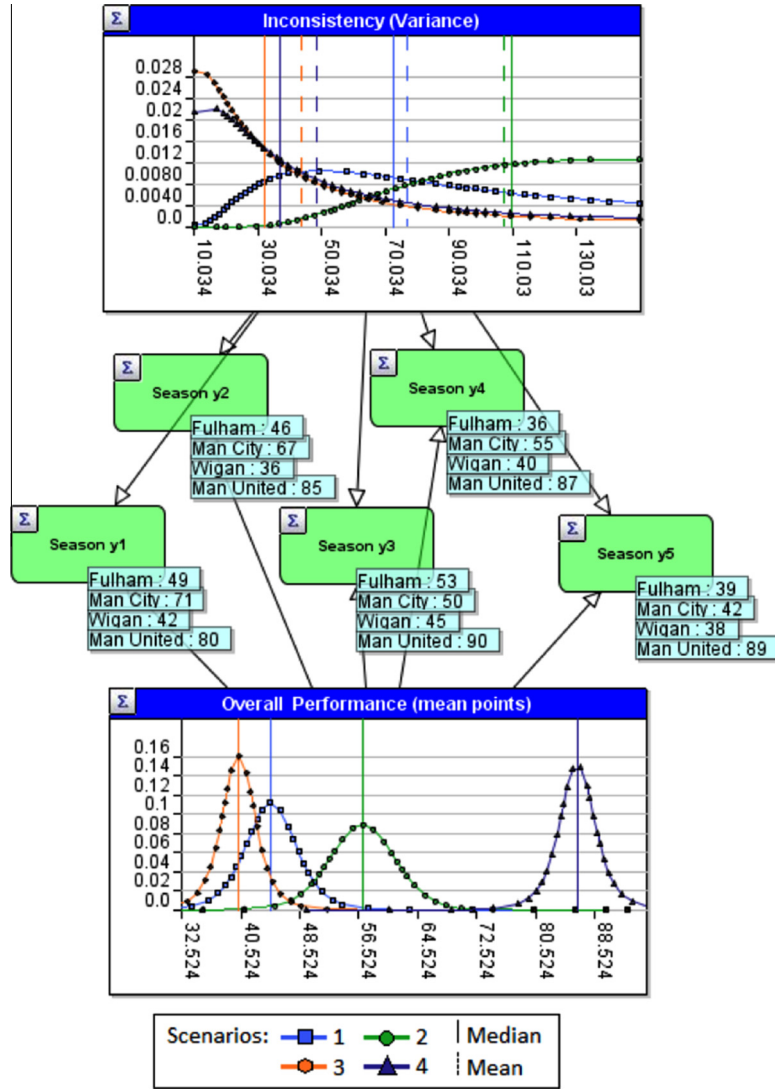 Σ Inconsistency (Variance)
0.028
0.024
0.02
0.016
0.012
0.0080
0.0040
0.0
10.034
30.034
50.034
70.034
90.034
110.03
130.03
Σ
Season y2
Fulham : 46
Man City : 67
Wigan : 36
Man United : 85
Σ
Season y4
Fulham : 36
Man City : 55
Wigan : 40
Man United : 87
Σ
Season y1
Fulham : 49
Man City : 71
Wigan : 42
Man United : 80
Σ
Season y3
Fulham : 53
Man City : 50
Wigan : 45
Man United : 90
Σ
Season y5
Fulham : 39
Man City : 42
Wigan : 38
Man United : 89
Σ Overall Performance (mean points)
0.16
0.14
0.12
0.1
0.08
0.06
0.04
0.02
0.0
32.524
40.524
48.524
56.524
64.524
72.524
80.524
88.524
Scenarios: 1 2 Median
3 4 Mean